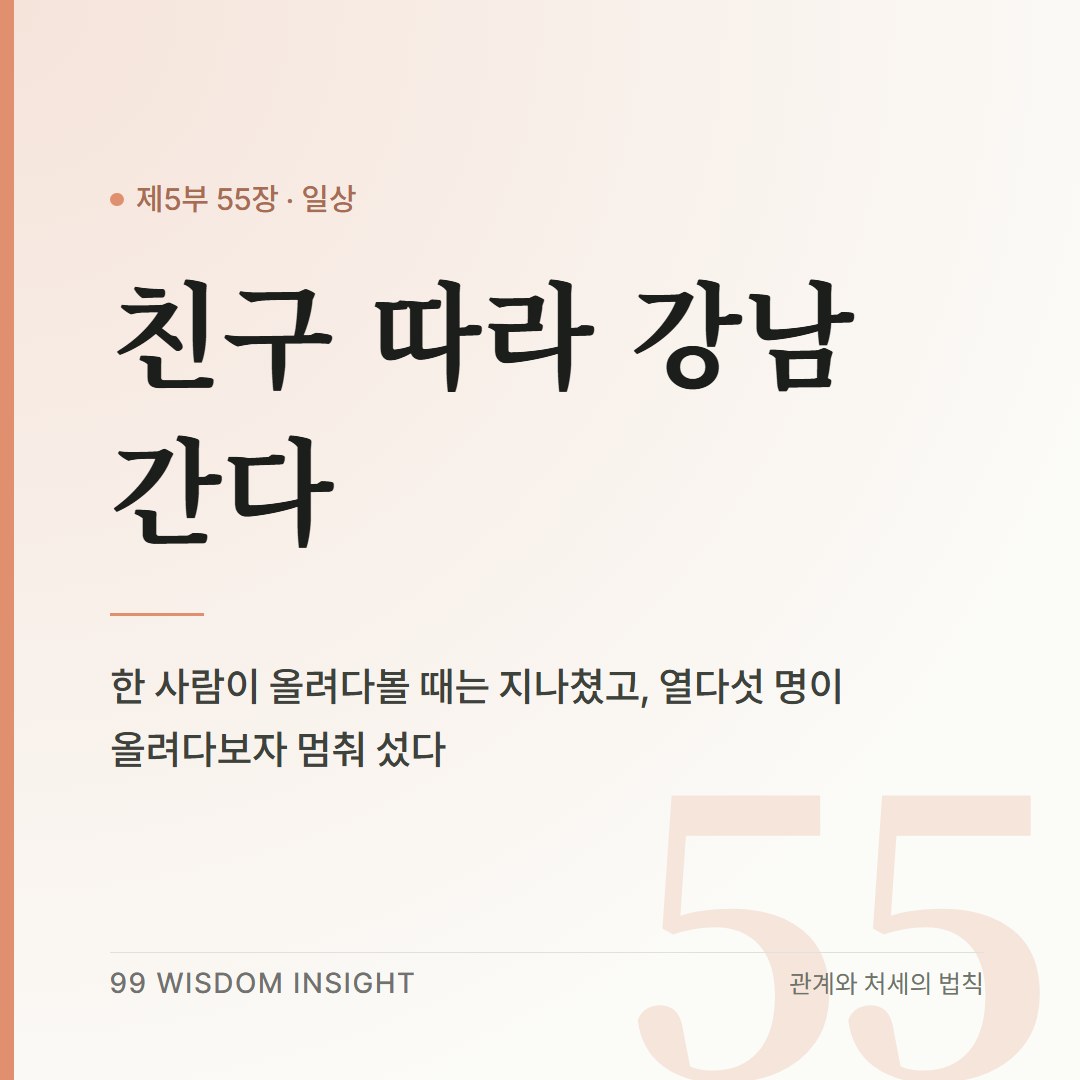 제5부 55장 · 일상
친구 따라 강남
간다
한 사람이 올려다볼 때는 지나쳤고, 열다섯 명이
올려다보자 멈춰 섰다
55
99 WISDOM INSIGHT
관계와 처세의 법칙